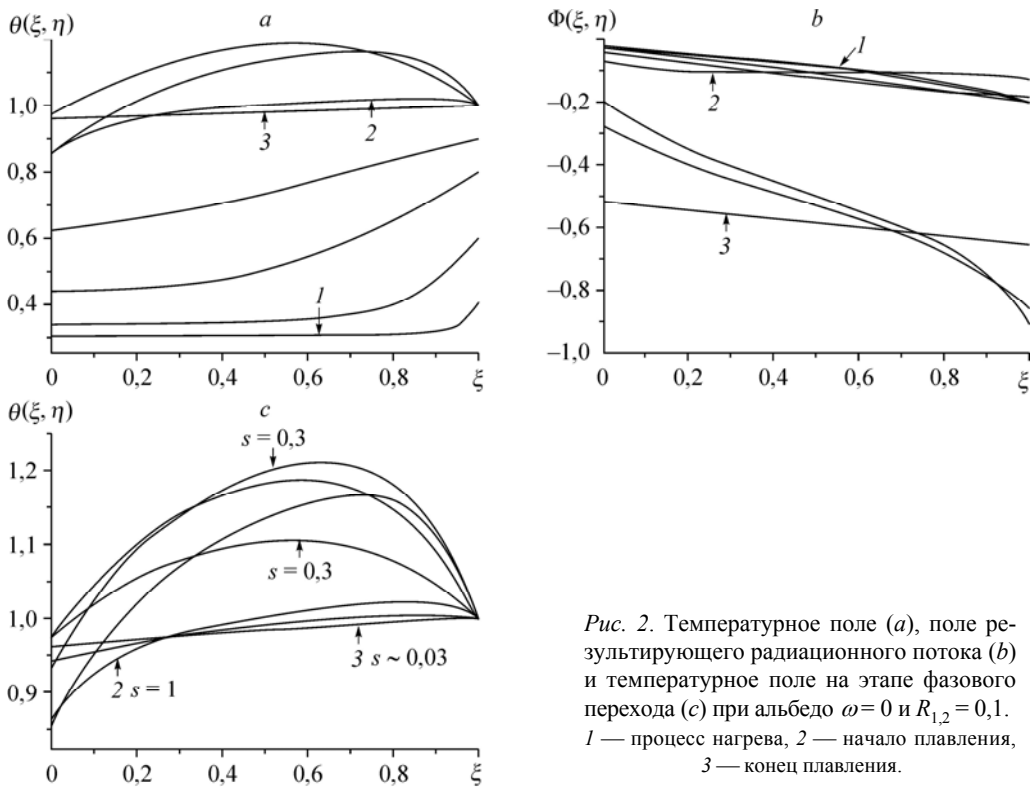 θ(ξ, η) a
1,0
0,8
0,6
0,4
2
3
1
0 0,2 0,4 0,6 0,8 ξ
Φ(ξ, η) b
–0,2
–0,4
–0,6
–0,8
–1,0
1
2
3
0 0,2 0,4 0,6 0,8 ξ
θ(ξ, η) c
1,2
1,1
1,0
0,9
s = 0,3
s = 0,3
3 s ~ 0,03
2 s = 1
0 0,2 0,4 0,6 0,8 ξ
Рис. 2. Температурное поле (a), поле ре-
зультирующего радиационного потока (b)
и температурное поле на этапе фазового
перехода (c) при альбедо ω = 0 и R1,2 = 0,1.
1 — процесс нагрева, 2 — начало плавления,
3 — конец плавления.